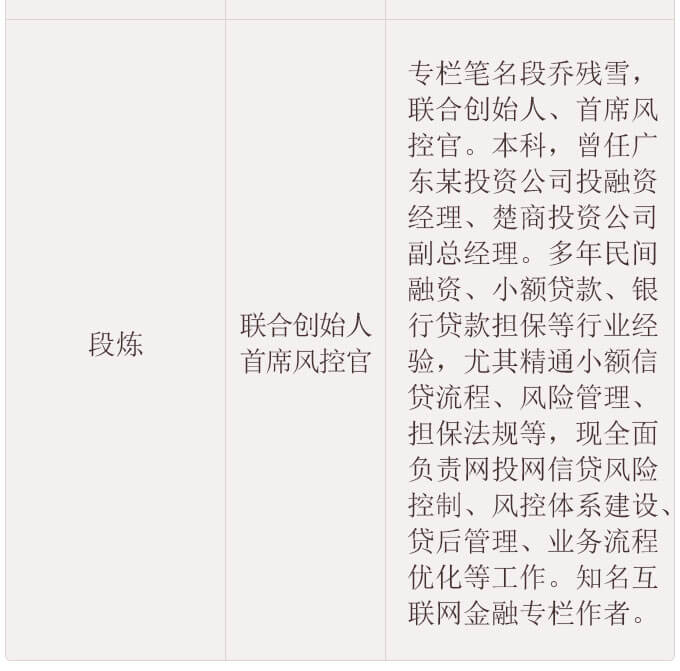 段炼
联合创始人
首席风控官
专栏笔名段乔残雪，
联合创始人、首席风
控官。本科，曾任广
东某投资公司投融资
经理、楚商投资公司
副总经理。多年民间
融资、小额贷款、银
行贷款担保等行业经
验，尤其精通小额信
贷流程、风险管理、
担保法规等，现全面
负责网投网信贷风险
控制、风控体系建设、
贷后管理、业务流程
优化等工作。知名互
联网金融专栏作者。